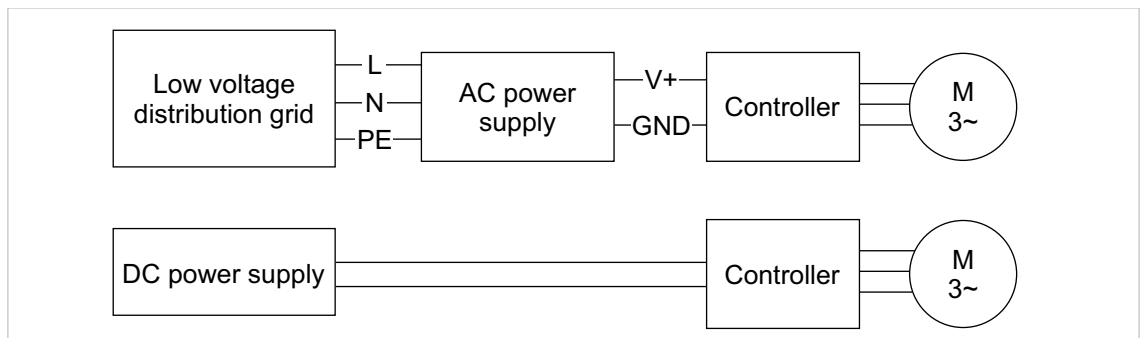 Low voltage
distribution grid
L
N
PE
AC power
supply
V+
GND
Controller
M
3~
DC power supply
Controller
M
3~